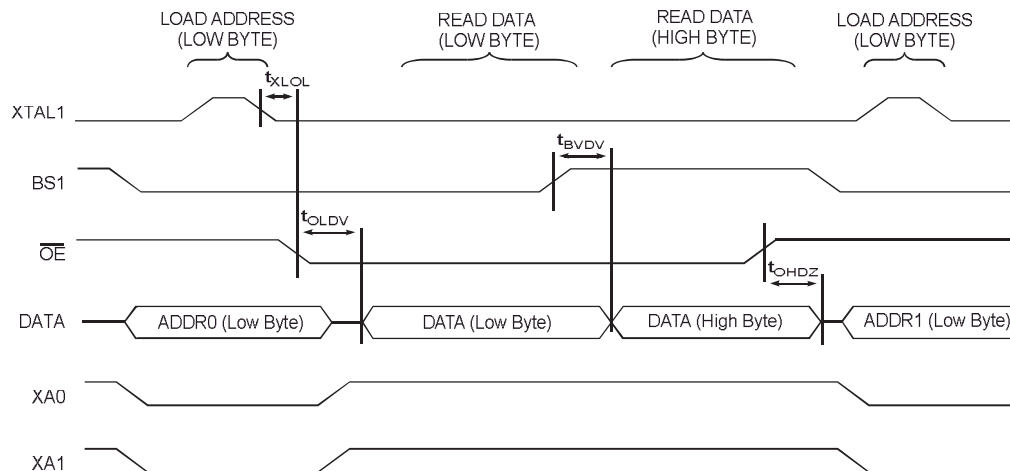 LOAD ADDRESS
(LOW BYTE)
READ DATA
(LOW BYTE)
READ DATA
(HIGH BYTE)
LOAD ADDRESS
(LOW BYTE)
tXLOL
XTAL1
tBVDV
BS1
tOLDV
OE
tOHDZ
DATA
ADDR0 (Low Byte)
DATA (Low Byte)
DATA (High Byte)
ADDR1 (Low Byte)
XA0
XA1